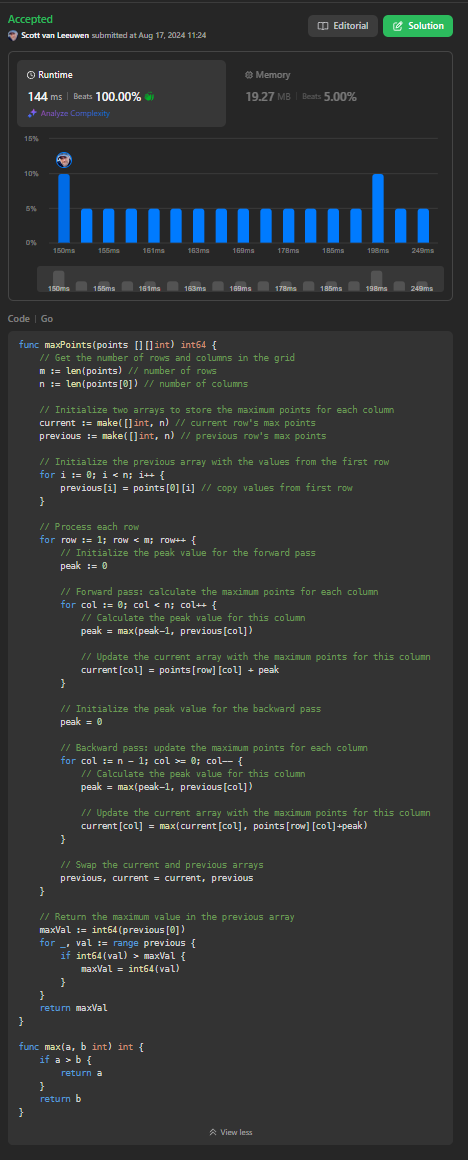 Accepted
Scott van Leeuwen submitted at Aug 17, 2024 11:24
Editorial
Solution
Runtime
144 ms | Beats 100.00%
Analyze Complexity
Memory
19.27 MB | Beats 5.00%
15%
10%
5%
0%
150ms 155ms 161ms 163ms 169ms 178ms 185ms 198ms 249ms
150ms 155ms 161ms 163ms 169ms 178ms 185ms 198ms 249ms
Code | Go
func maxPoints(points [][]int) int64 {
    // Get the number of rows and columns in the grid
    m := len(points) // number of rows
    n := len(points[0]) // number of columns

    // Initialize two arrays to store the maximum points for each column
    current := make([]int, n) // current row's max points
    previous := make([]int, n) // previous row's max points

    // Initialize the previous array with the values from the first row
    for i := 0; i < n; i++ {
        previous[i] = points[0][i] // copy values from first row
    }

    // Process each row
    for row := 1; row < m; row++ {
        // Initialize the peak value for the forward pass
        peak := 0

        // Forward pass: calculate the maximum points for each column
        for col := 0; col < n; col++ {
            // Calculate the peak value for this column
            peak = max(peak-1, previous[col])

            // Update the current array with the maximum points for this column
            current[col] = points[row][col] + peak
        }

        // Initialize the peak value for the backward pass
        peak = 0

        // Backward pass: update the maximum points for each column
        for col := n - 1; col >= 0; col-- {
            // Calculate the peak value for this column
            peak = max(peak-1, previous[col])

            // Update the current array with the maximum points for this column
            current[col] = max(current[col], points[row][col]+peak)
        }

        // Swap the current and previous arrays
        previous, current = current, previous
    }

    // Return the maximum value in the previous array
    maxVal := int64(previous[0])
    for _, val := range previous {
        if int64(val) > maxVal {
            maxVal = int64(val)
        }
    }
    return maxVal
}

func max(a, b int) int {
    if a > b {
        return a
    }
    return b
}
View less